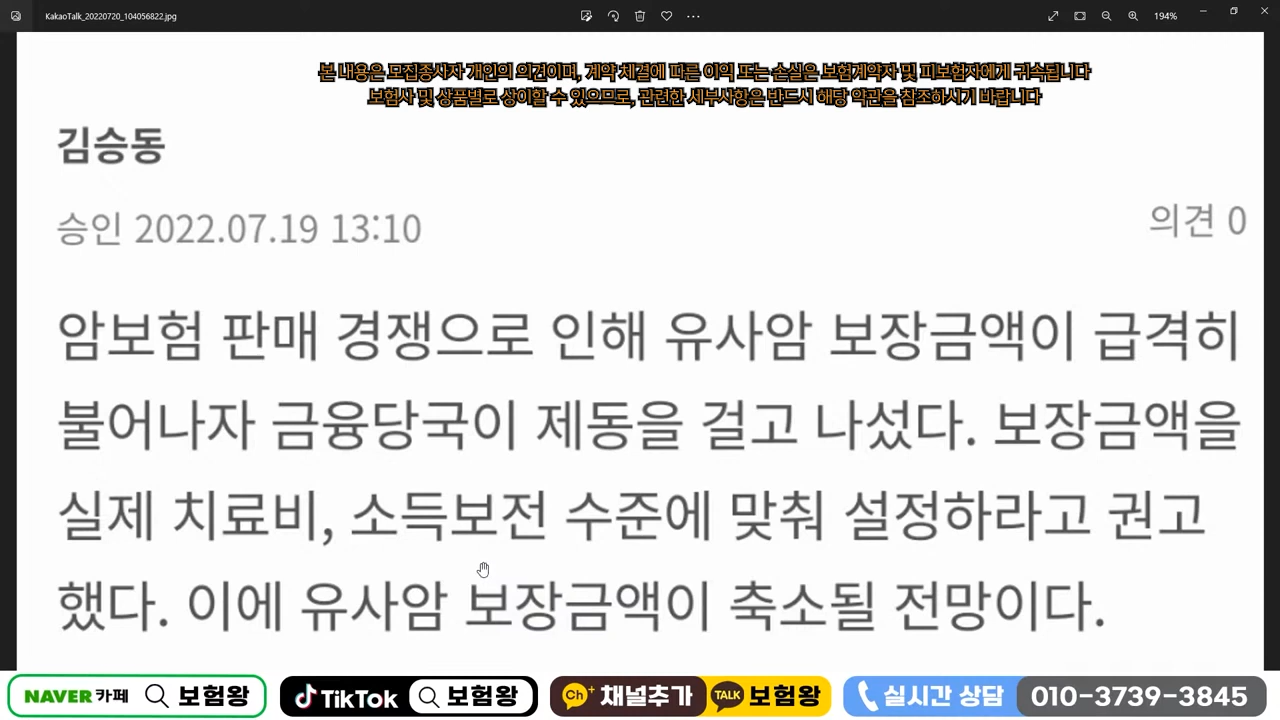 KakaoTalk_20220720_104056822.jpg
194%
본 내용은 모집종사자 개인의 의견이며, 계약 체결에 따른 이익 또는 손실은 보험계약자 및 피보험자에게 귀속됩니다
보험사 및 상품별로 상이할 수 있으므로, 관련한 세부사항은 반드시 해당 약관을 참조하시기 바랍니다
김승동
승인 2022.07.19 13:10
의견 0
암보험 판매 경쟁으로 인해 유사암 보장금액이 급격히
불어나자 금융당국이 제동을 걸고 나섰다. 보장금액을
실제 치료비, 소득보전 수준에 맞춰 설정하라고 권고
했다. 이에 유사암 보장금액이 축소될 전망이다.
NAVER 카페 보험왕
TikTok 보험왕
Ch+ 채널추가 TALK 보험왕
실시간 상담 010-3739-3845